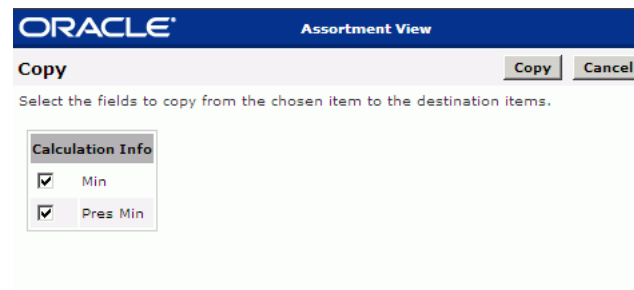 ORACLE® Assortment View
Copy Copy Cancel
Select the fields to copy from the chosen item to the destination items.
Calculation Info
Min
Pres Min